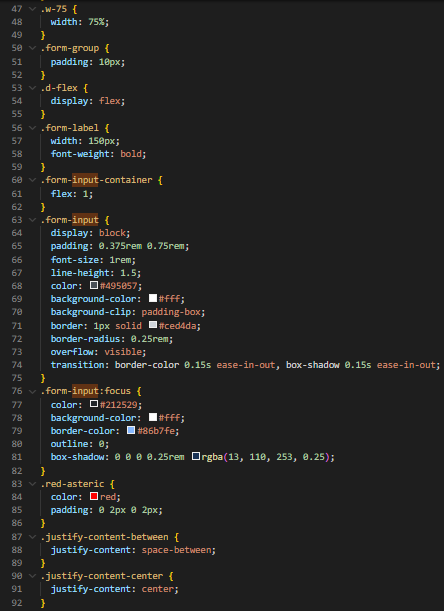 47 .w-75 {
48 width: 75%;
49 }
50 .form-group {
51 padding: 10px;
52 }
53 .d-flex {
54 display: flex;
55 }
56 .form-label {
57 width: 150px;
58 font-weight: bold;
59 }
60 .form-input-container {
61 flex: 1;
62 }
63 .form-input {
64 display: block;
65 padding: 0.375rem 0.75rem;
66 font-size: 1rem;
67 line-height: 1.5;
68 color: #495057;
69 background-color: #fff;
70 background-clip: padding-box;
71 border: 1px solid #ced4da;
72 border-radius: 0.25rem;
73 overflow: visible;
74 transition: border-color 0.15s ease-in-out, box-shadow 0.15s ease-in-out;
75 }
76 .form-input:focus {
77 color: #212529;
78 background-color: #fff;
79 border-color: #86b7fe;
80 outline: 0;
81 box-shadow: 0 0 0 0.25rem rgba(13, 110, 253, 0.25);
82 }
83 .red-asteric {
84 color: red;
85 padding: 0 2px 0 2px;
86 }
87 .justify-content-between {
88 justify-content: space-between;
89 }
90 .justify-content-center {
91 justify-content: center;
92 }